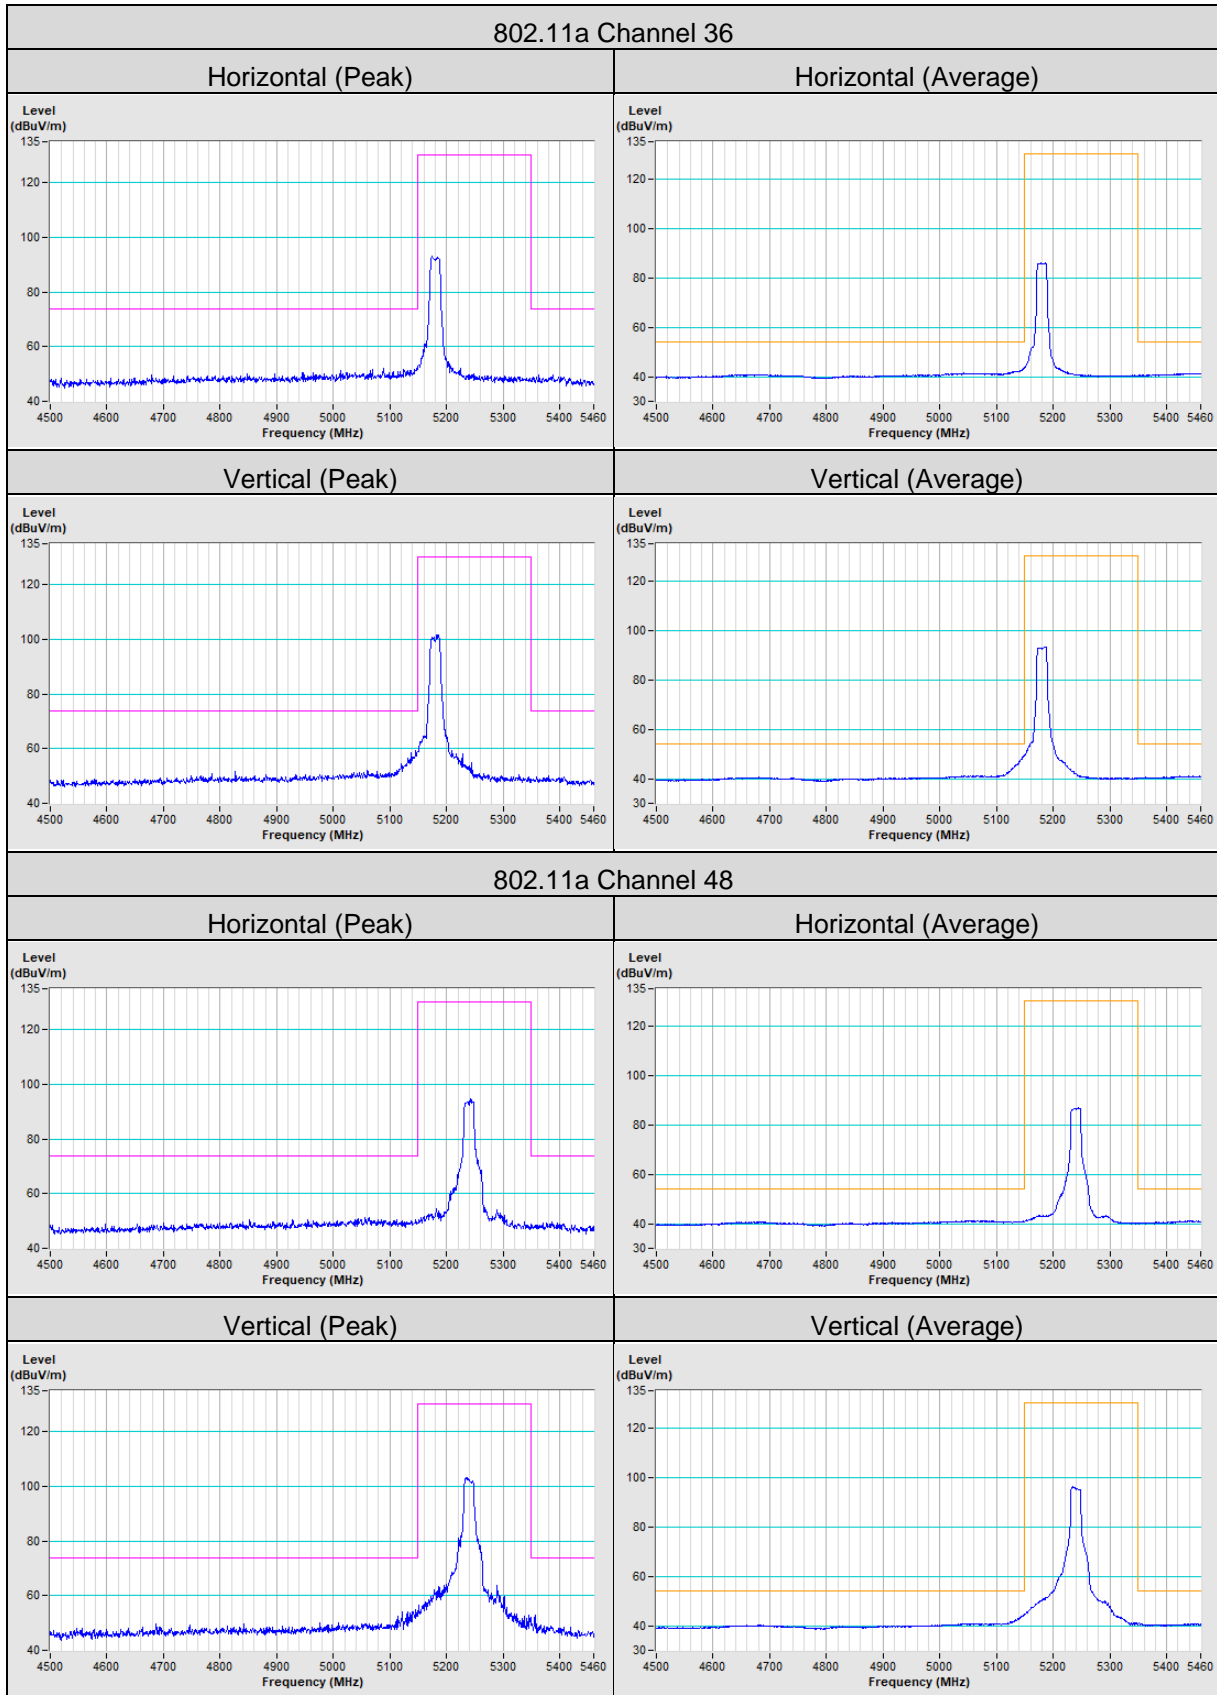 802.11a Channel 36
Horizontal (Peak)
Horizontal (Average)
Level
(dBuV/m)
135
120
100
80
60
40
4500 4600 4700 4800 4900 5000 5100 5200 5300 5400 5460
Frequency (MHz)
Level
(dBuV/m)
135
120
100
80
60
40
30
4500 4600 4700 4800 4900 5000 5100 5200 5300 5400 5460
Frequency (MHz)
Vertical (Peak)
Vertical (Average)
Level
(dBuV/m)
135
120
100
80
60
40
4500 4600 4700 4800 4900 5000 5100 5200 5300 5400 5460
Frequency (MHz)
Level
(dBuV/m)
135
120
100
80
60
40
30
4500 4600 4700 4800 4900 5000 5100 5200 5300 5400 5460
Frequency (MHz)
802.11a Channel 48
Horizontal (Peak)
Horizontal (Average)
Level
(dBuV/m)
135
120
100
80
60
40
4500 4600 4700 4800 4900 5000 5100 5200 5300 5400 5460
Frequency (MHz)
Level
(dBuV/m)
135
120
100
80
60
40
30
4500 4600 4700 4800 4900 5000 5100 5200 5300 5400 5460
Frequency (MHz)
Vertical (Peak)
Vertical (Average)
Level
(dBuV/m)
135
120
100
80
60
40
4500 4600 4700 4800 4900 5000 5100 5200 5300 5400 5460
Frequency (MHz)
Level
(dBuV/m)
135
120
100
80
60
40
30
4500 4600 4700 4800 4900 5000 5100 5200 5300 5400 5460
Frequency (MHz)